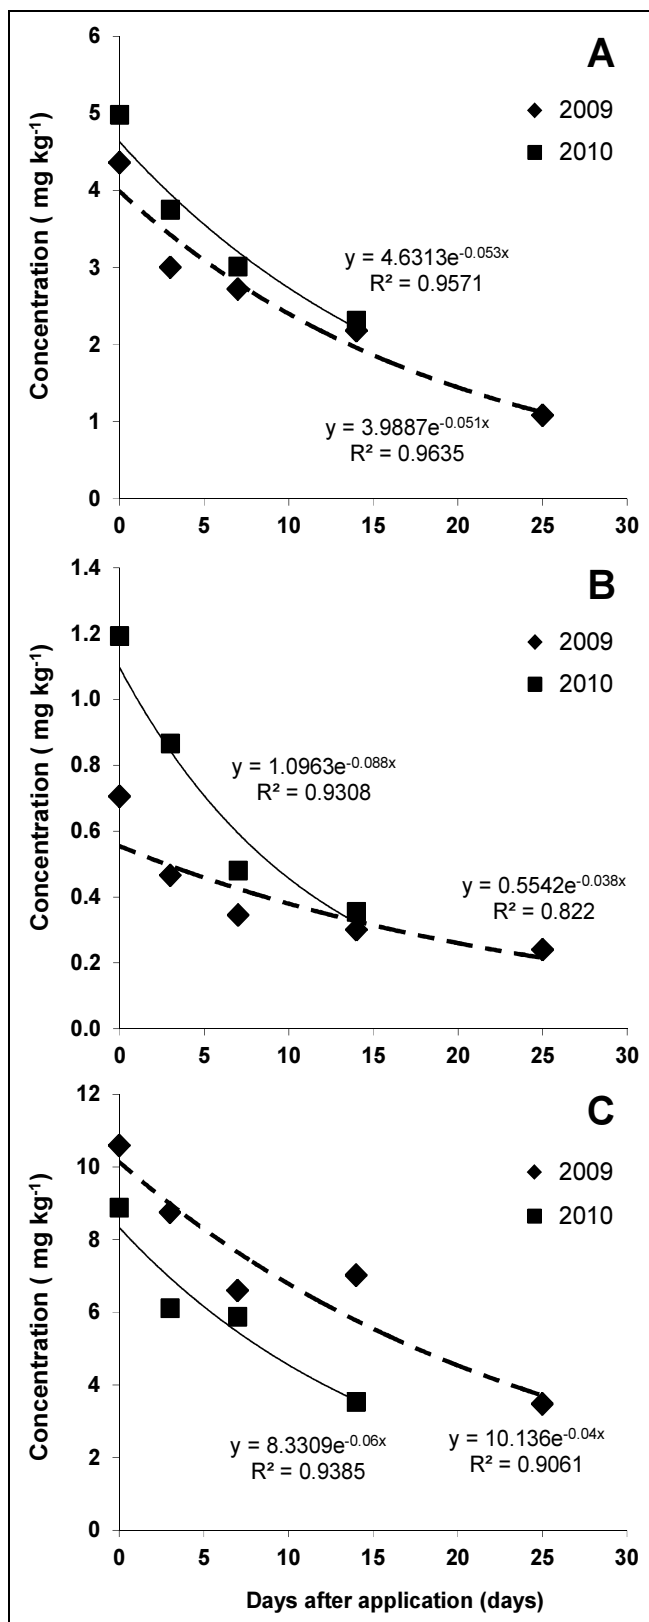 A
6
5
4
3
2
1
0
Concentration ( mg kg⁻¹)
◆ 2009
■ 2010
y = 4.6313e⁻⁰·⁰⁵³ˣ
R² = 0.9571
y = 3.9887e⁻⁰·⁰⁵¹ˣ
R² = 0.9635
0 5 10 15 20 25 30
B
1.4
1.2
1.0
0.8
0.6
0.4
0.2
0.0
Concentration ( mg kg⁻¹)
◆ 2009
■ 2010
y = 1.0963e⁻⁰·⁰⁸⁸ˣ
R² = 0.9308
y = 0.5542e⁻⁰·⁰³⁸ˣ
R² = 0.822
0 5 10 15 20 25 30
C
12
10
8
6
4
2
0
Concentration ( mg kg⁻¹)
◆ 2009
■ 2010
y = 8.3309e⁻⁰·⁰⁶ˣ
R² = 0.9385
y = 10.136e⁻⁰·⁰⁴ˣ
R² = 0.9061
0 5 10 15 20 25 30
Days after application (days)